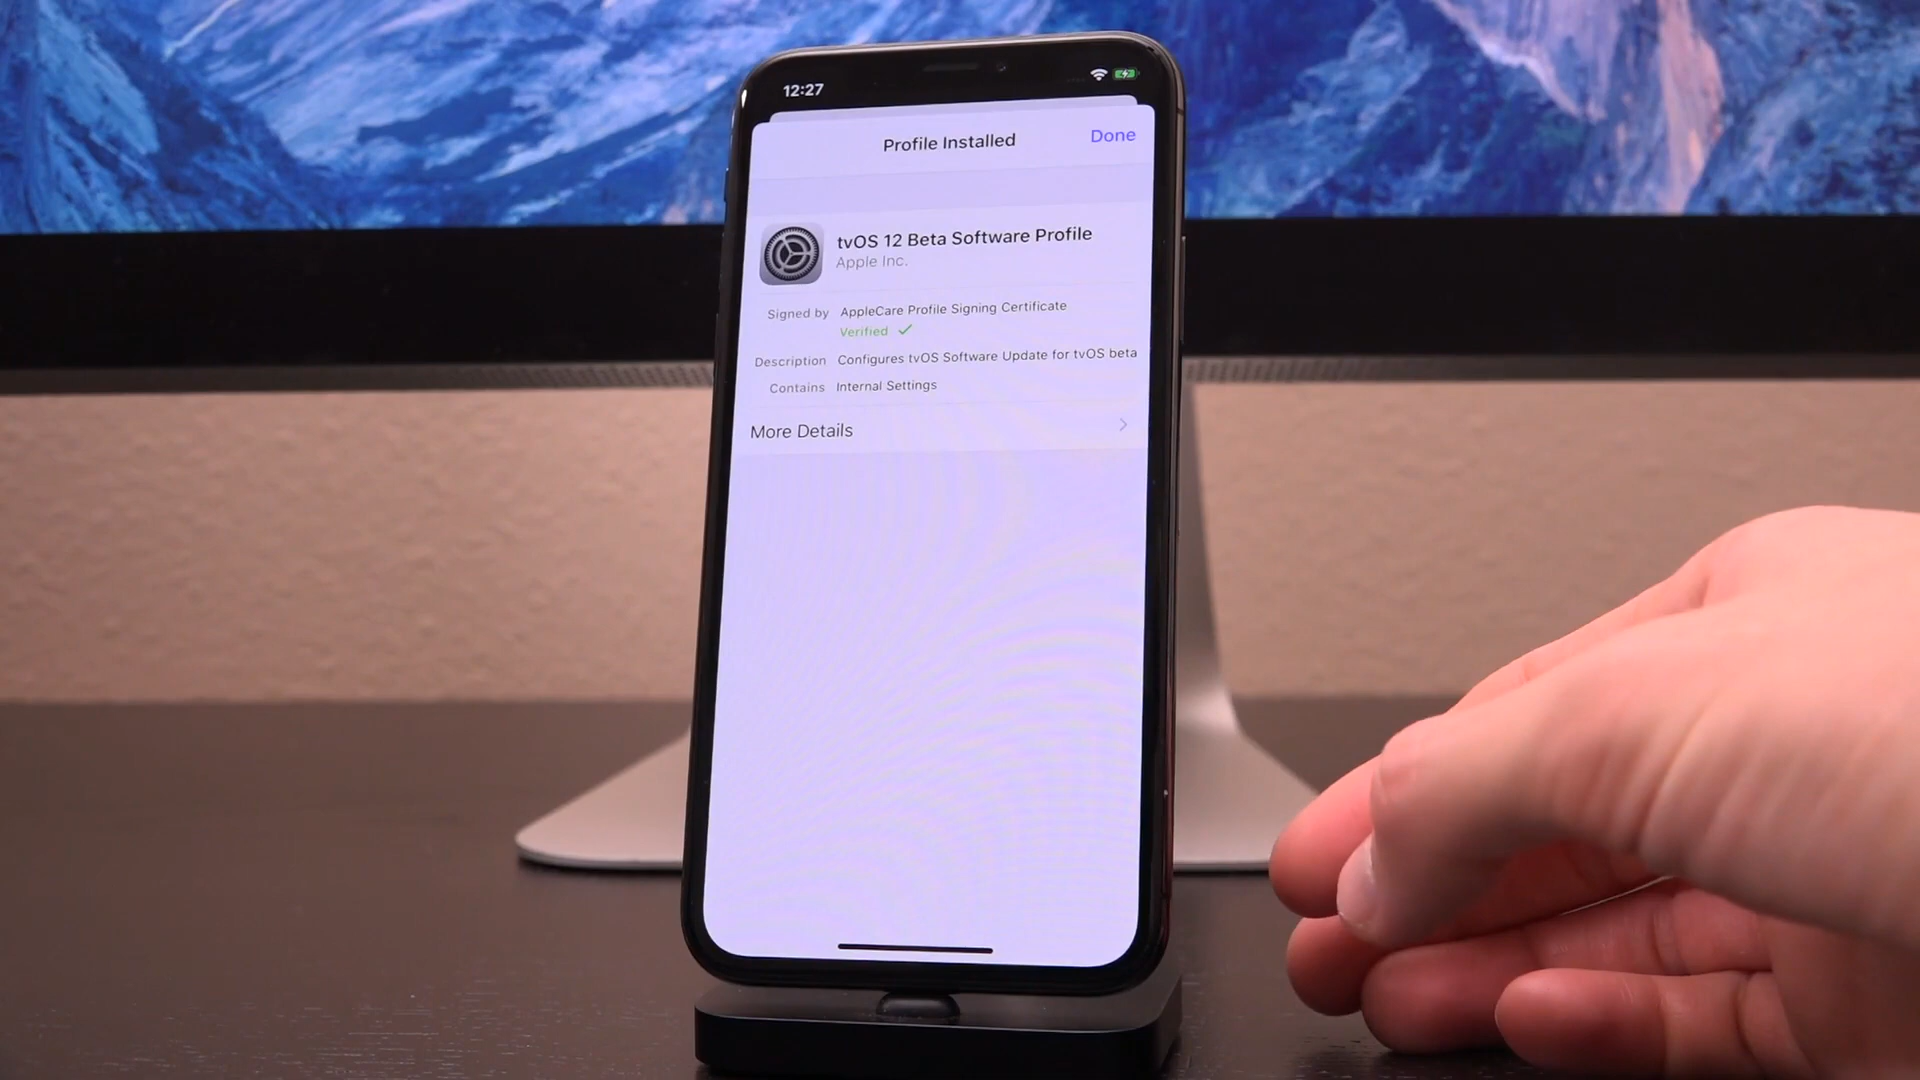 12:27
Profile Installed
Done
tvOS 12 Beta Software Profile
Apple Inc.
Signed by AppleCare Profile Signing Certificate
Verified
Description Configures tvOS Software Update for tvOS beta
Contains Internal Settings
More Details